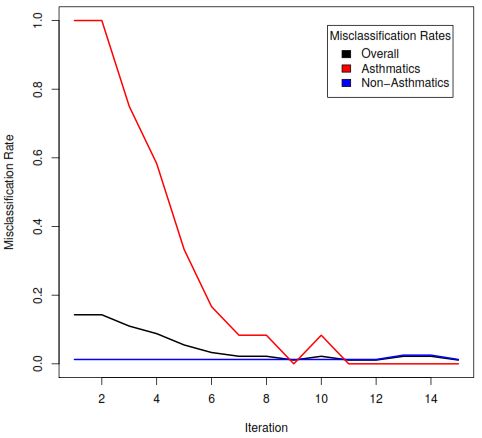 Misclassification Rates
Overall
Asthmatics
Non−Asthmatics
Misclassification Rate
1.0
0.8
0.6
0.4
0.2
0.0
2 4 6 8 10 12 14
Iteration